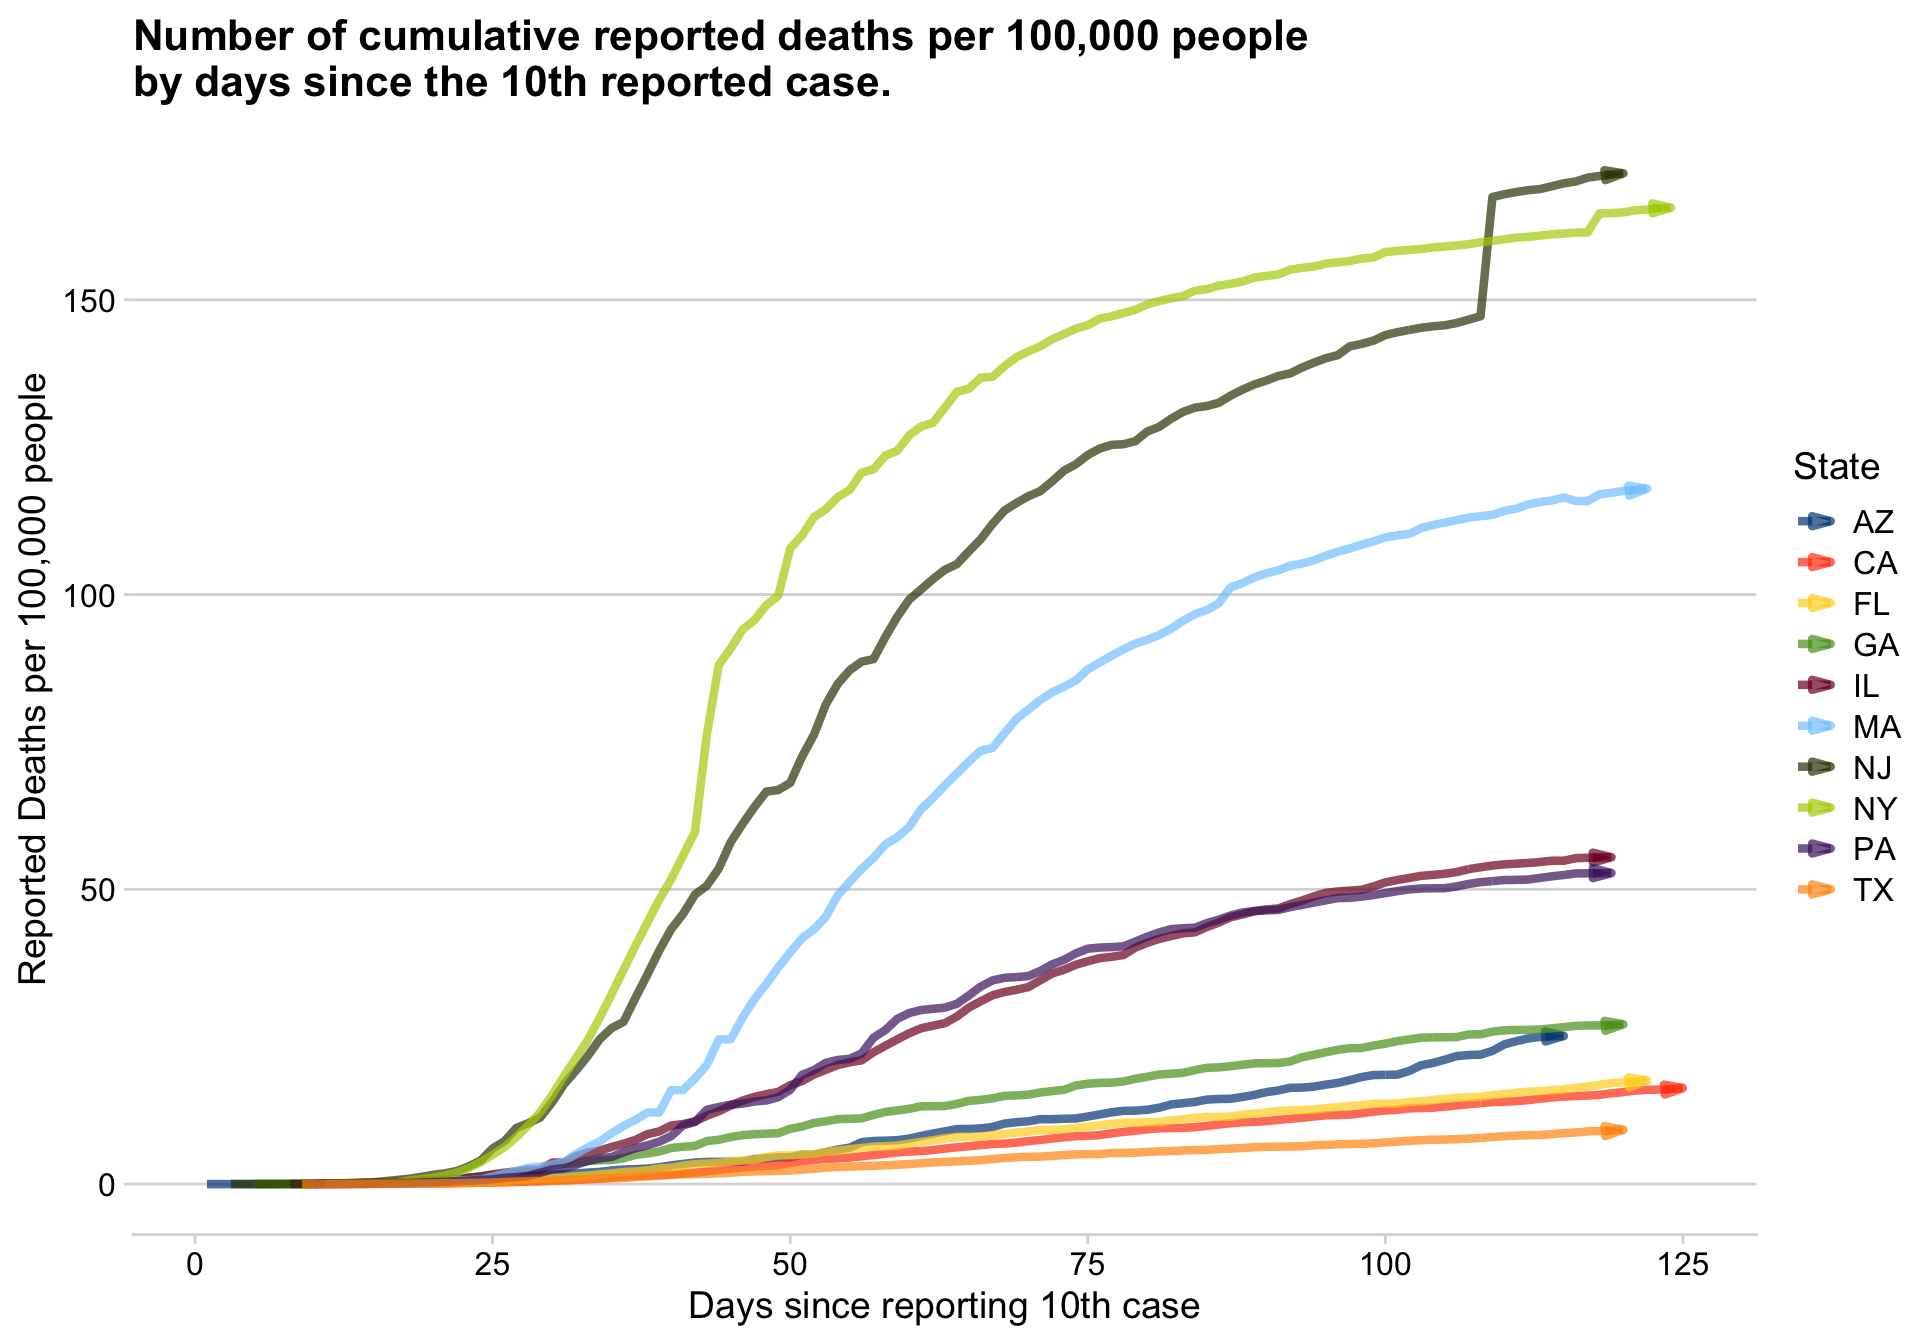 Number of cumulative reported deaths per 100,000 people
by days since the 10th reported case.
Reported Deaths per 100,000 people
150
100
50
0
0 25 50 75 100 125
Days since reporting 10th case
State
AZ
CA
FL
GA
IL
MA
NJ
NY
PA
TX